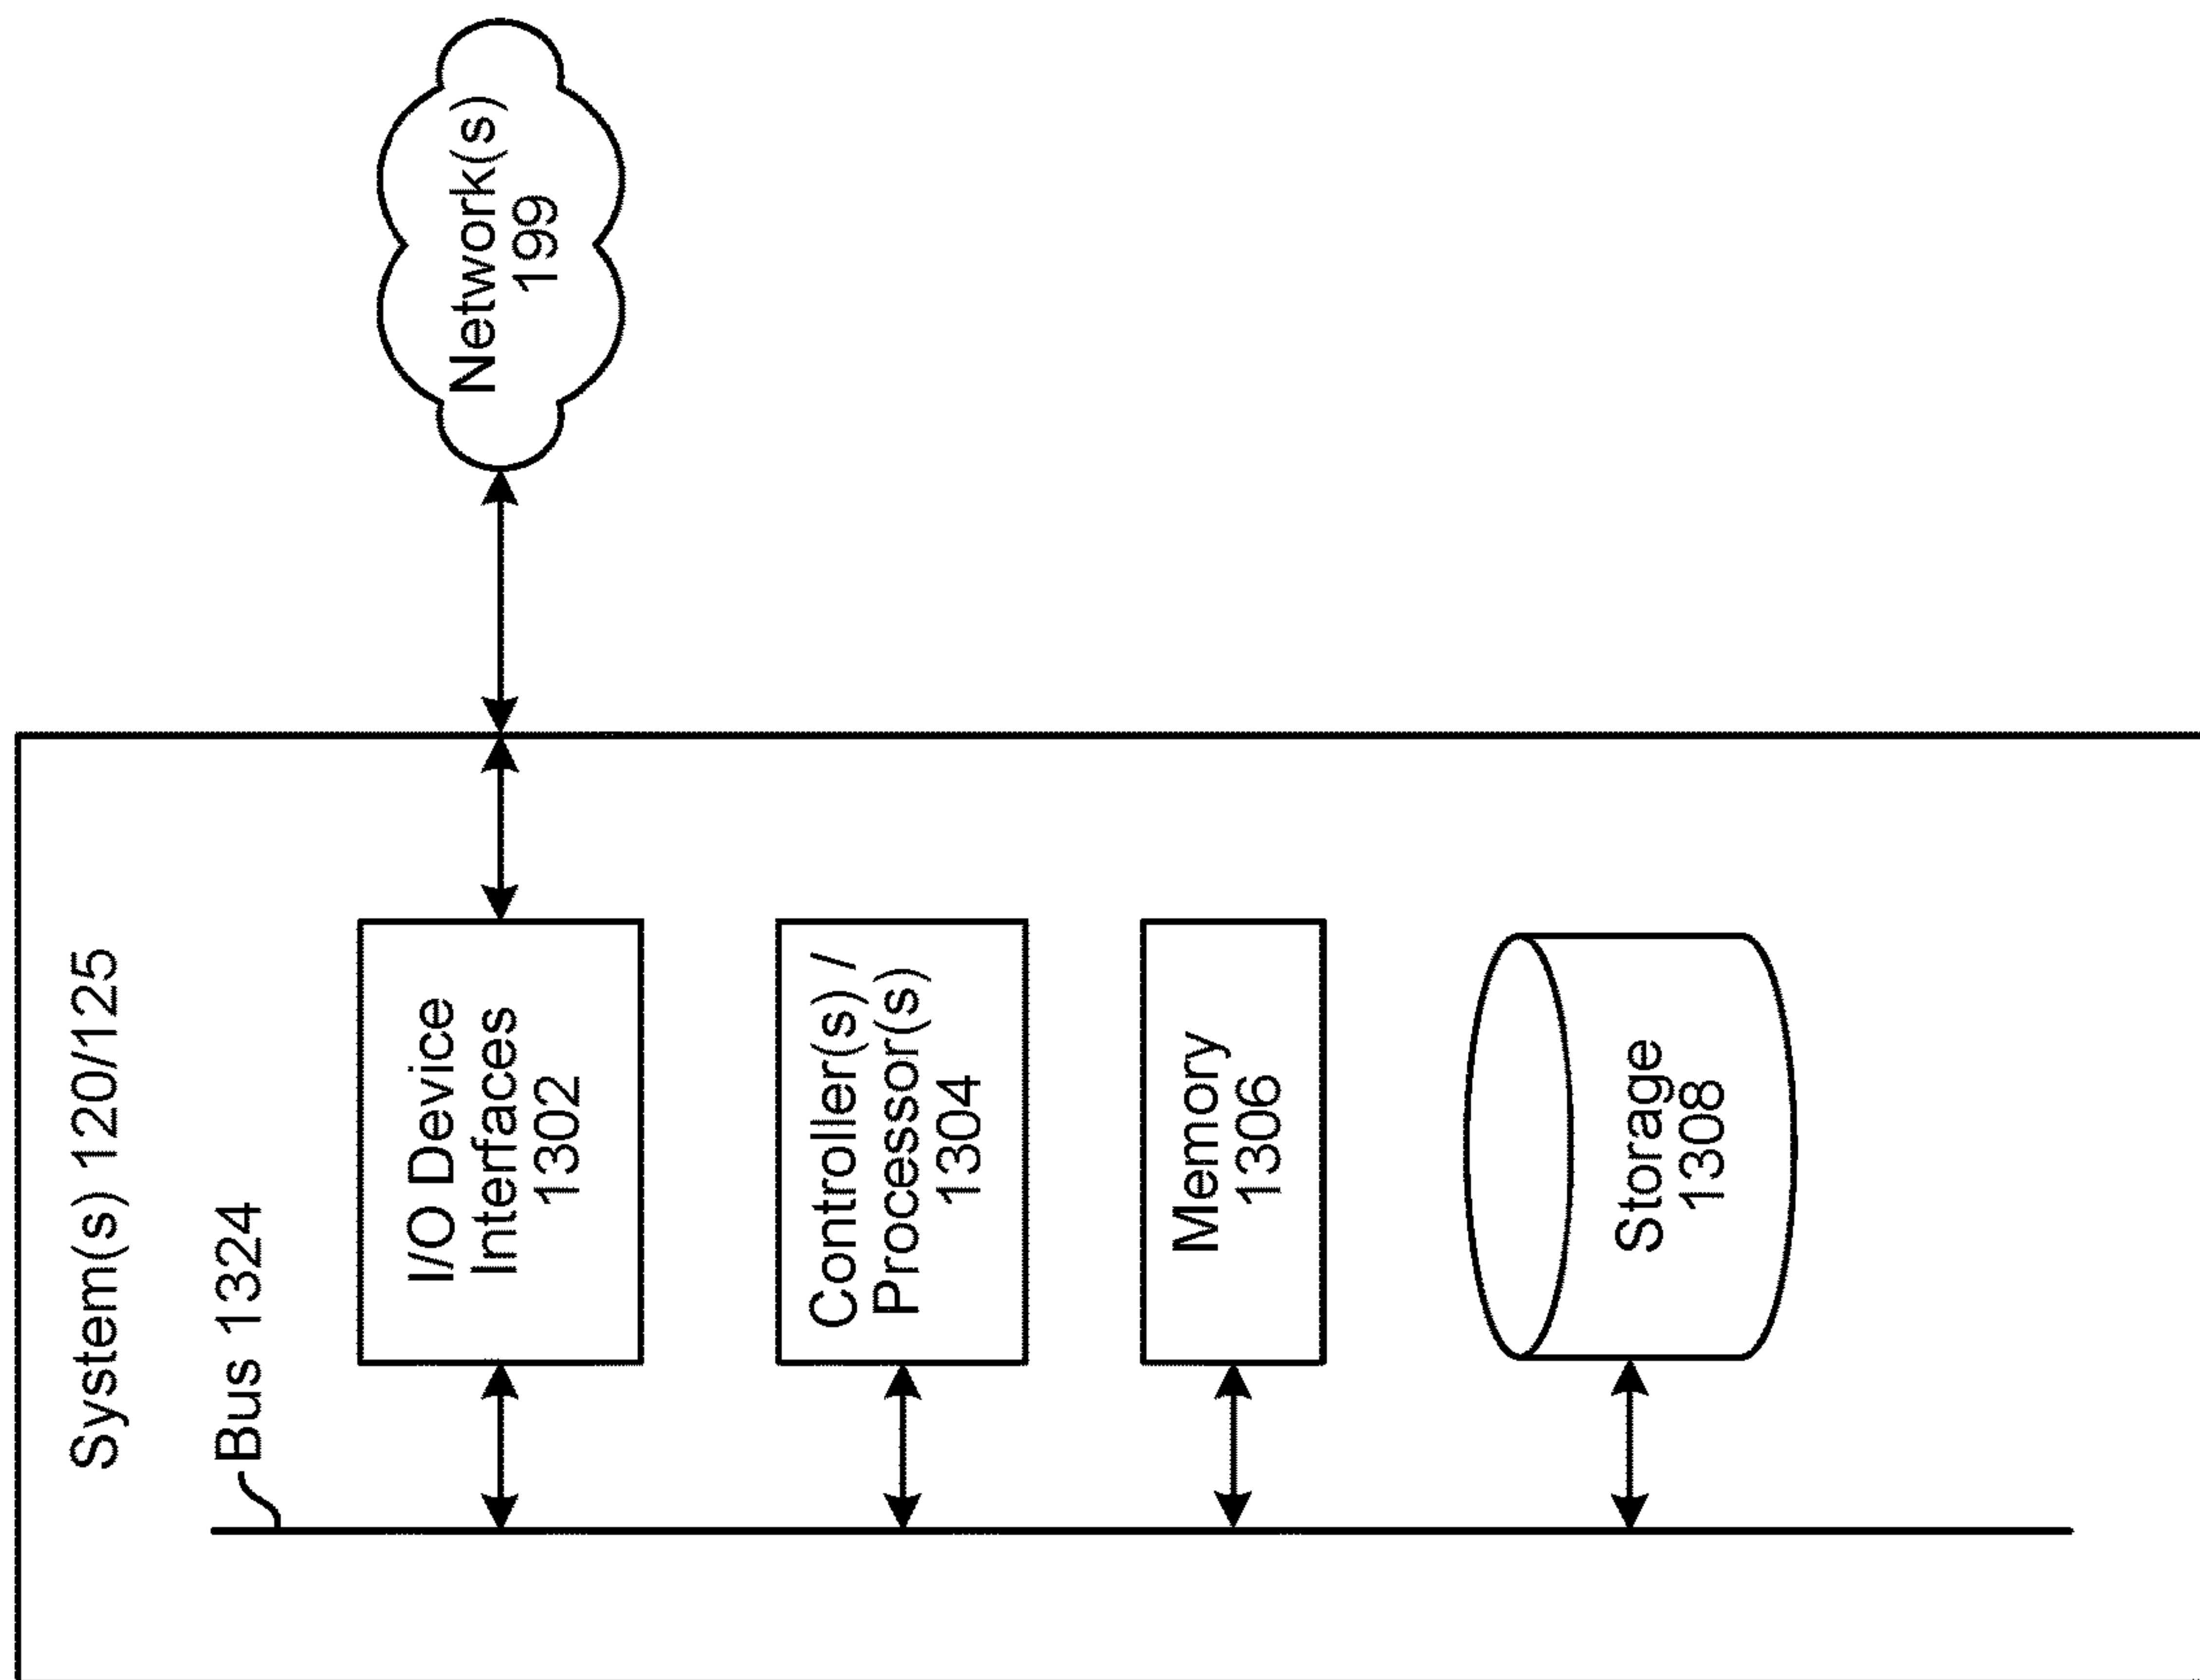 System(s) 120/125
Bus 1324
I/O Device
Interfaces
1302
Network(s)
199
Controller(s) /
Processor(s)
1304
Memory
1306
Storage
1308